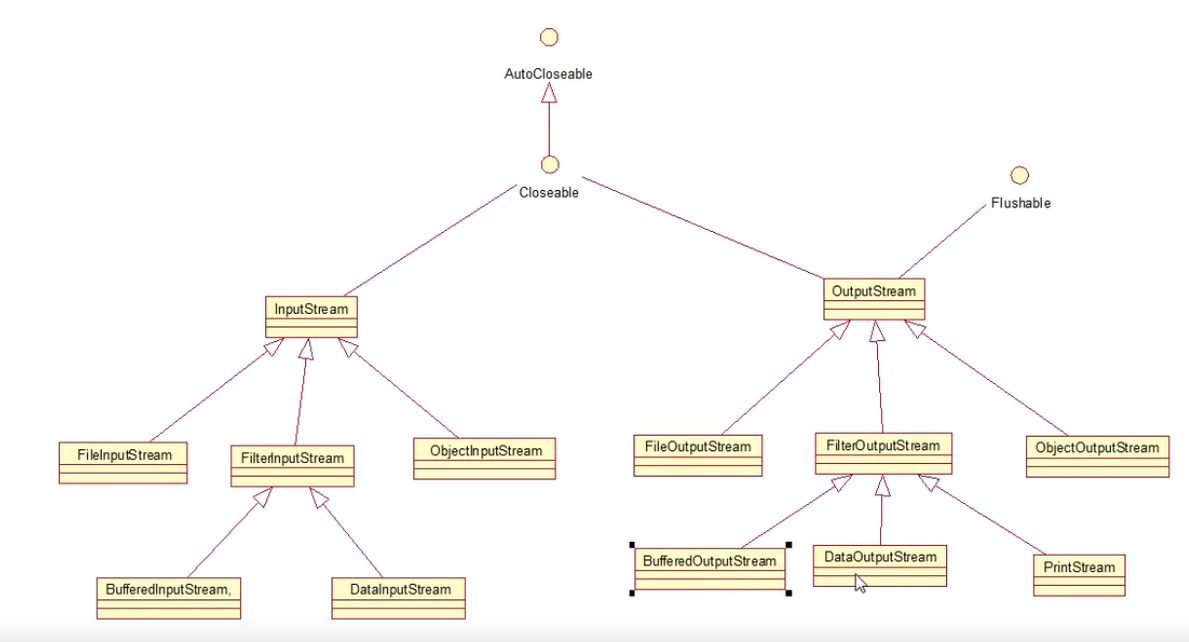 AutoCloseable
Closeable
Flushable
InputStream
OutputStream
FileInputStream
FilterInputStream
ObjectInputStream
FileOutputStream
FilterOutputStream
ObjectOutputStream
BufferedInputStream,
DataInputStream
BufferedOutputStream
DataOutputStream
PrintStream